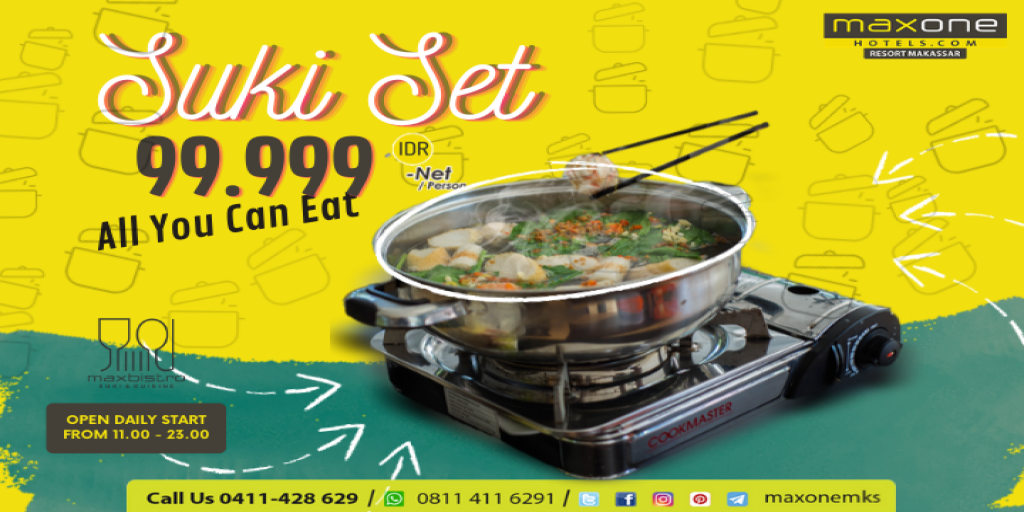 maxone
HOTELS.COM
RESORT MAKASSAR
Suki Set
99.999 IDR
-Net
/ Person
All You Can Eat
maxbistro
OPEN DAILY START
FROM 11.00 - 23.00
COOKMASTER
Call Us 0411-428 629 / 0811 411 6291 / maxonemks